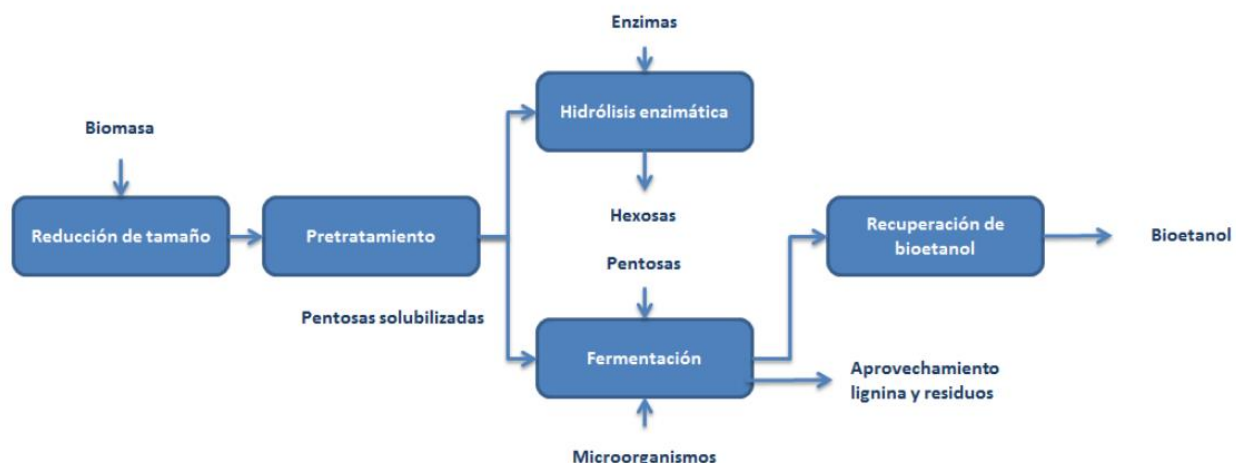 Enzimas
Hidrólisis enzimática
Biomasa
Reducción de tamaño
Pretratamiento
Hexosas
Pentosas
Recuperación de
bioetanol
Bioetanol
Pentosas solubilizadas
Fermentación
Aprovechamiento
lignina y residuos
Microorganismos